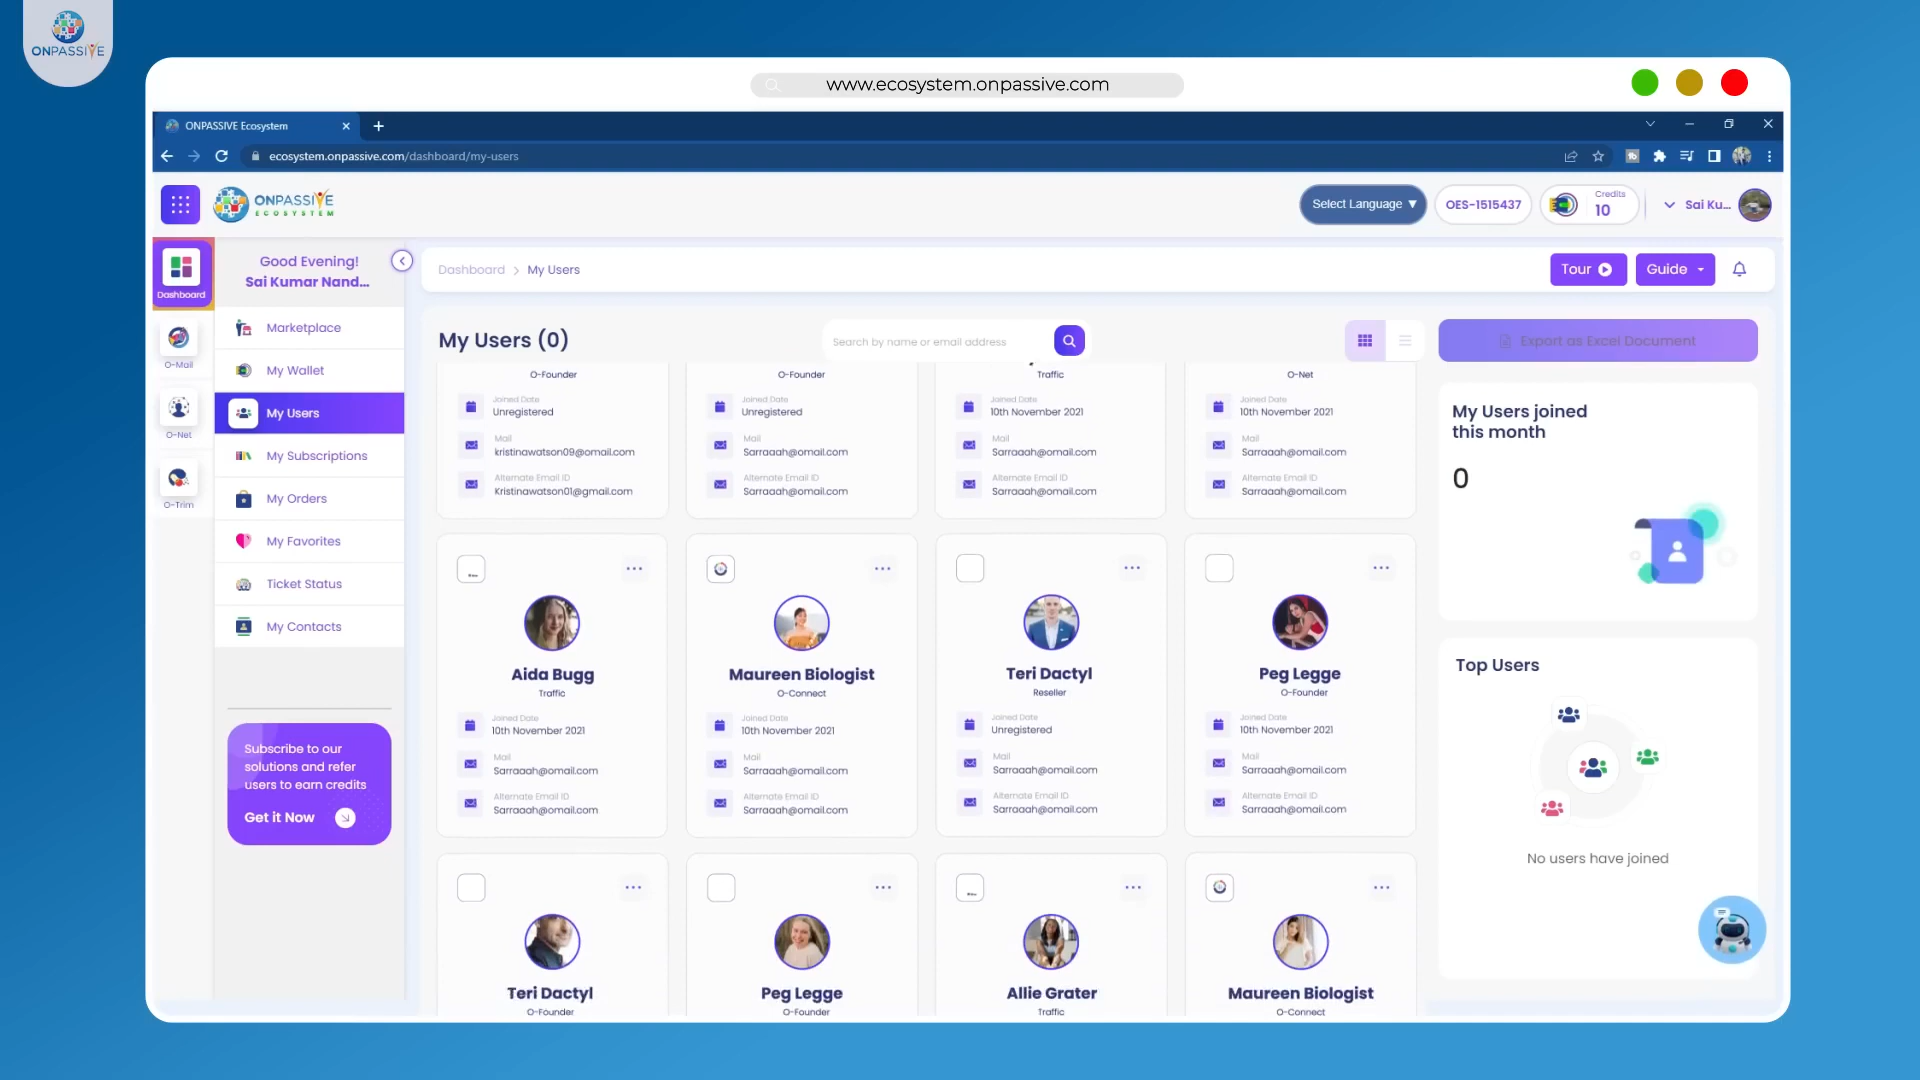 ONPASSIVE
www.ecosystem.onpassive.com
ONPASSIVE Ecosystem
ecosystem.onpassive.com/dashboard/my-users
ONPASSIVE
ECOSYSTEM
Select Language ▼
OES-1515437
Credits
10
Sai Ku...
Dashboard
O-Mail
O-Net
O-Trim
Good Evening!
Sai Kumar Nand...
Marketplace
My Wallet
My Users
My Subscriptions
My Orders
My Favorites
Ticket Status
My Contacts
Subscribe to our
solutions and refer
users to earn credits
Get it Now
Dashboard > My Users
Tour
Guide
My Users (0)
Search by name or email address
Export as Excel Document
O-Founder
Joined Date
Unregistered
Mail
kristinawatson09@omail.com
Alternate Email ID
Kristinawatson01@gmail.com
O-Founder
Joined Date
Unregistered
Mail
Sarraaah@omail.com
Alternate Email ID
Sarraaah@omail.com
Traffic
Joined Date
10th November 2021
Mail
Sarraaah@omail.com
Alternate Email ID
Sarraaah@omail.com
O-Net
Joined Date
10th November 2021
Mail
Sarraaah@omail.com
Alternate Email ID
Sarraaah@omail.com
Aida Bugg
Traffic
Joined Date
10th November 2021
Mail
Sarraaah@omail.com
Alternate Email ID
Sarraaah@omail.com
Maureen Biologist
O-Connect
Joined Date
10th November 2021
Mail
Sarraaah@omail.com
Alternate Email ID
Sarraaah@omail.com
Teri Dactyl
Reseller
Joined Date
Unregistered
Mail
Sarraaah@omail.com
Alternate Email ID
Sarraaah@omail.com
Peg Legge
O-Founder
Joined Date
10th November 2021
Mail
Sarraaah@omail.com
Alternate Email ID
Sarraaah@omail.com
Teri Dactyl
O-Founder
Peg Legge
O-Founder
Allie Grater
Traffic
Maureen Biologist
O-Connect
My Users joined
this month
0
Top Users
No users have joined